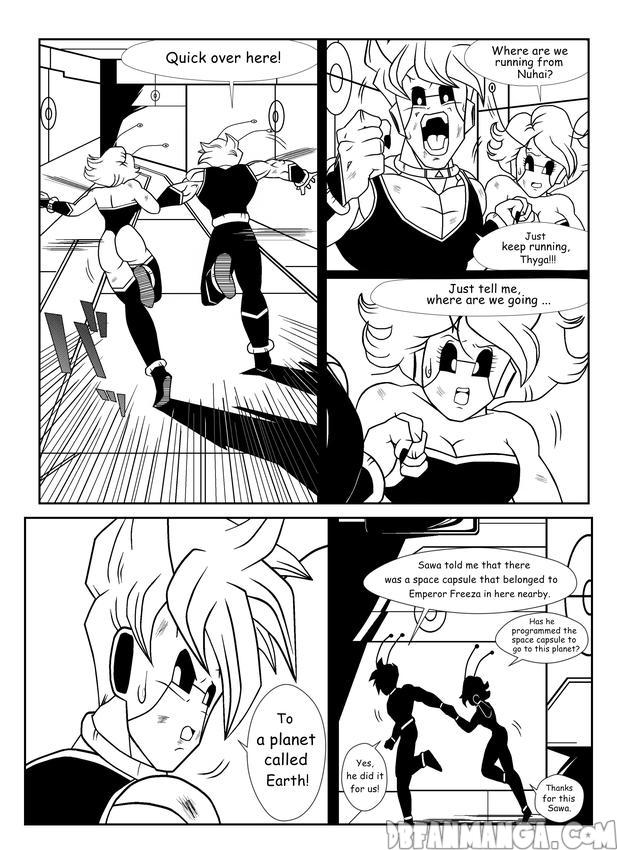 Quick over here!
Where are we
running from
Nuhai?
Just
keep running,
Thyga!!!
Just tell me,
where are we going ...
To
a planet
called
Earth!
Sawa told me that there
was a space capsule that belonged to
Emperor Freeza in here nearby.
Has he
programmed the
space capsule to
go to this planet?
Yes,
he did it
for us!
Thanks
for this
Sawa.
DBFANMANGA.COM